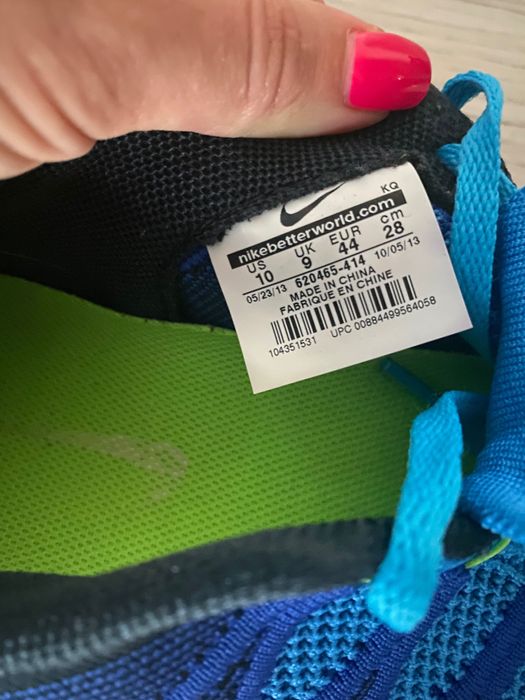 KQ
nikebetterworld.com
US UK EUR cm
10 9 44 28
05/23/13 620465-414 10/05/13
MADE IN CHINA
FABRIQUE EN CHINE
104351531 UPC 00884499564058